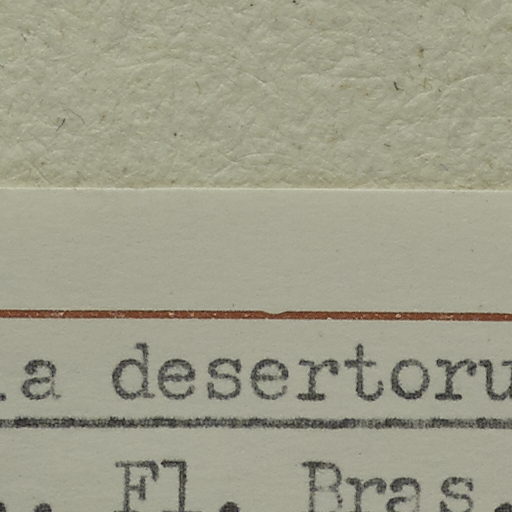 .a desertoru
. Fl. Bras.